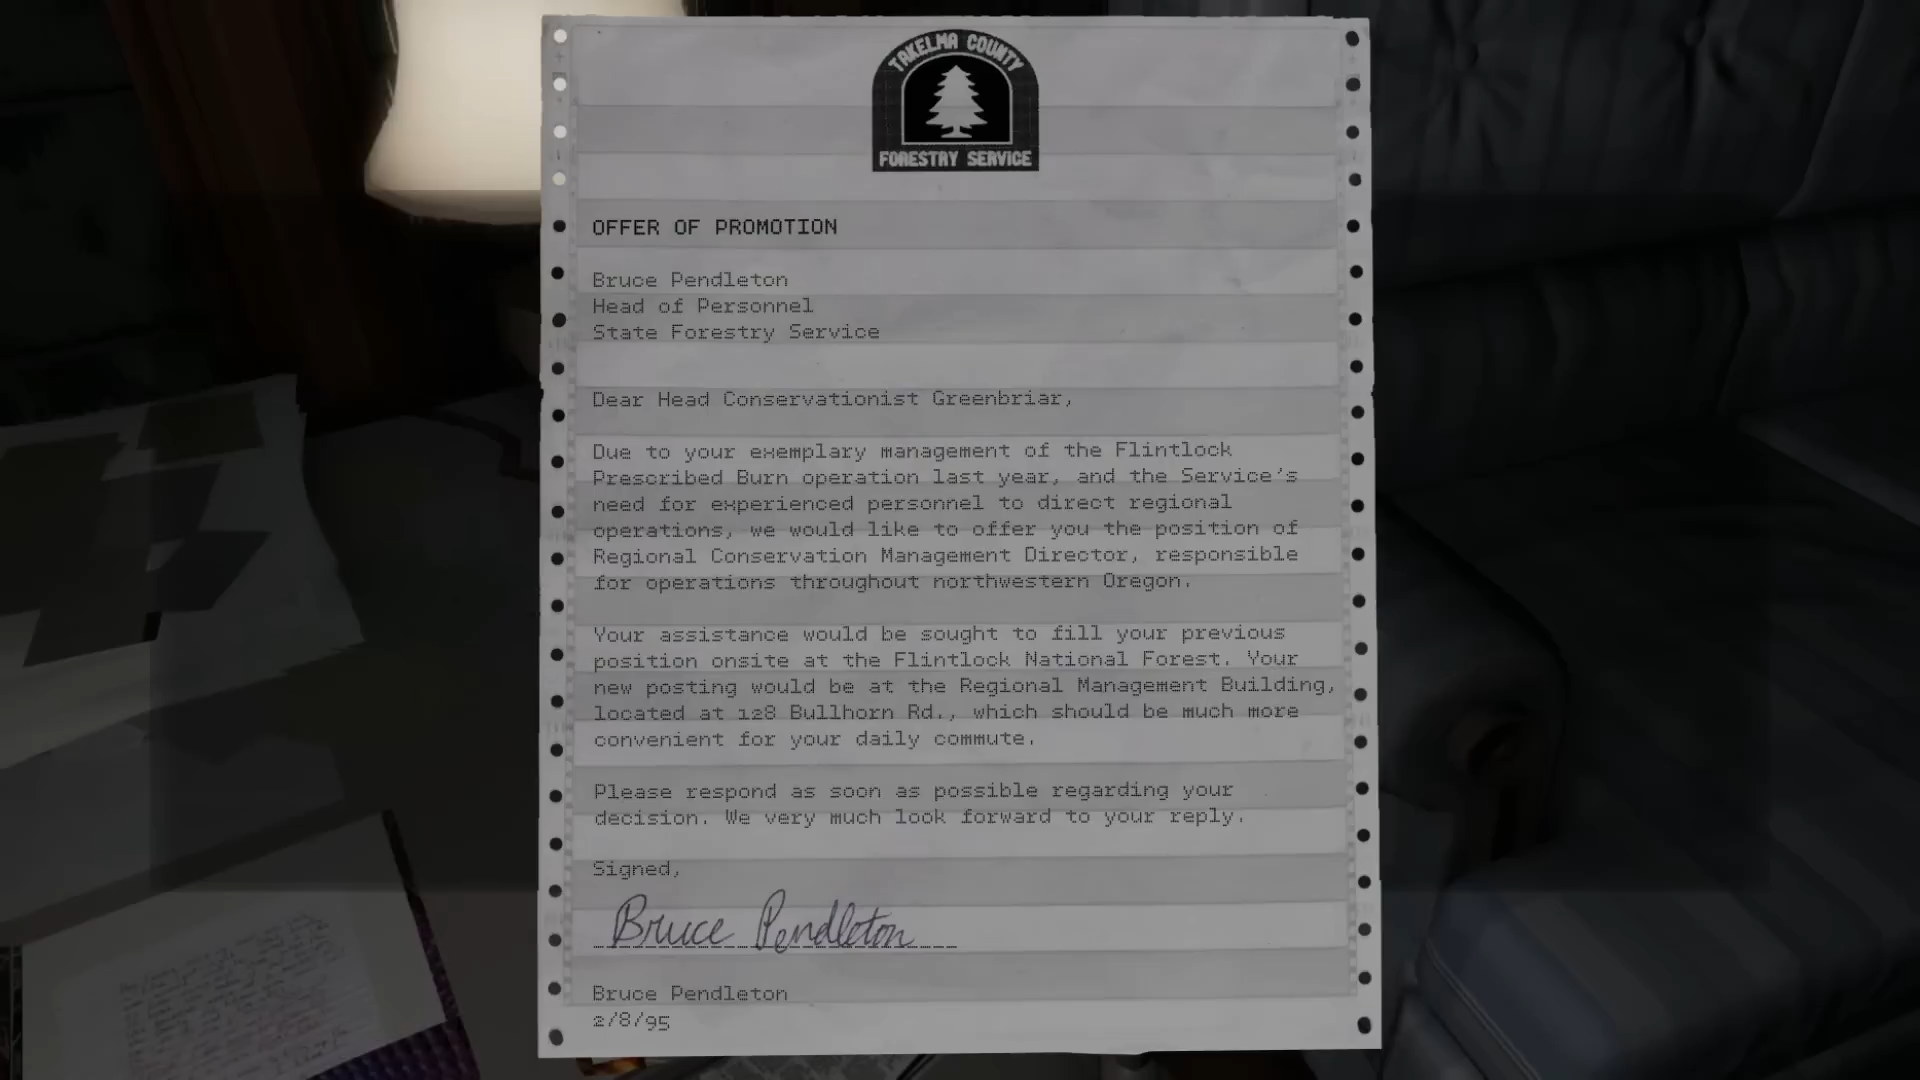 TAKELMA COUNTY
FORESTRY SERVICE
OFFER OF PROMOTION
Bruce Pendleton
Head of Personnel
State Forestry Service
Dear Head Conservationist Greenbriar,
Due to your exemplary management of the Flintlock
Prescribed Burn operation last year, and the Service's
need for experienced personnel to direct regional
operations, we would like to offer you the position of
Regional Conservation Management Director, responsible
for operations throughout northwestern Oregon.
Your assistance would be sought to fill your previous
position onsite at the Flintlock National Forest. Your
new posting would be at the Regional Management Building,
located at 128 Bullhorn Rd., which should be much more
convenient for your daily commute.
Please respond as soon as possible regarding your
decision. We very much look forward to your reply.
Signed,
Bruce Pendleton
Bruce Pendleton
2/8/95